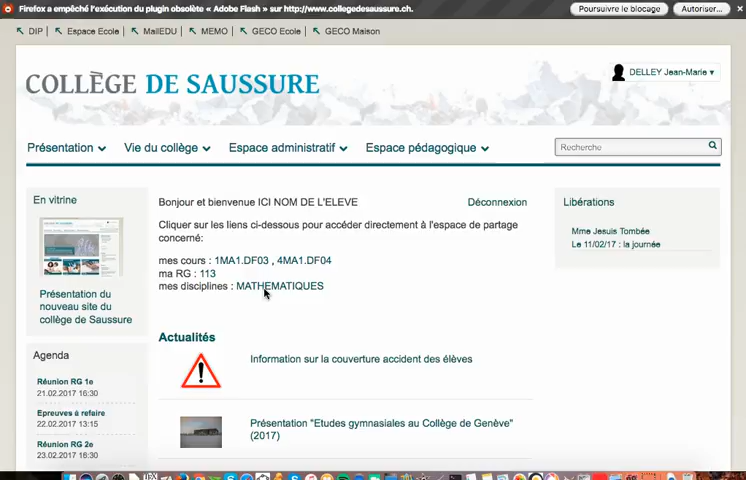 Firefox a empêché l'exécution du plugin obsolète « Adobe Flash » sur http://www.collegedesaussure.ch.
Poursuivre le blocage
Autoriser...
DIP | Espace Ecole | MailEDU | MEMO | GECO Ecole | GECO Maison
COLLÈGE DE SAUSSURE
DELLEY Jean-Marie
Présentation
Vie du collège
Espace administratif
Espace pédagogique
Recherche
En vitrine
Présentation du
nouveau site du
collège de Saussure
Agenda
Réunion RG 1e
21.02.2017 16:30
Epreuves à refaire
22.02.2017 13:15
Réunion RG 2e
23.02.2017 16:30
Bonjour et bienvenue ICI NOM DE L'ELEVE
Déconnexion
Cliquer sur les liens ci-dessous pour accéder directement à l'espace de partage
concerné:
mes cours : 1MA1.DF03 , 4MA1.DF04
ma RG : 113
mes disciplines : MATHEMATIQUES
Actualités
Information sur la couverture accident des élèves
Présentation "Etudes gymnasiales au Collège de Genève"
(2017)
Libérations
Mme Jesuis Tombée
Le 11/02/17 : la journée